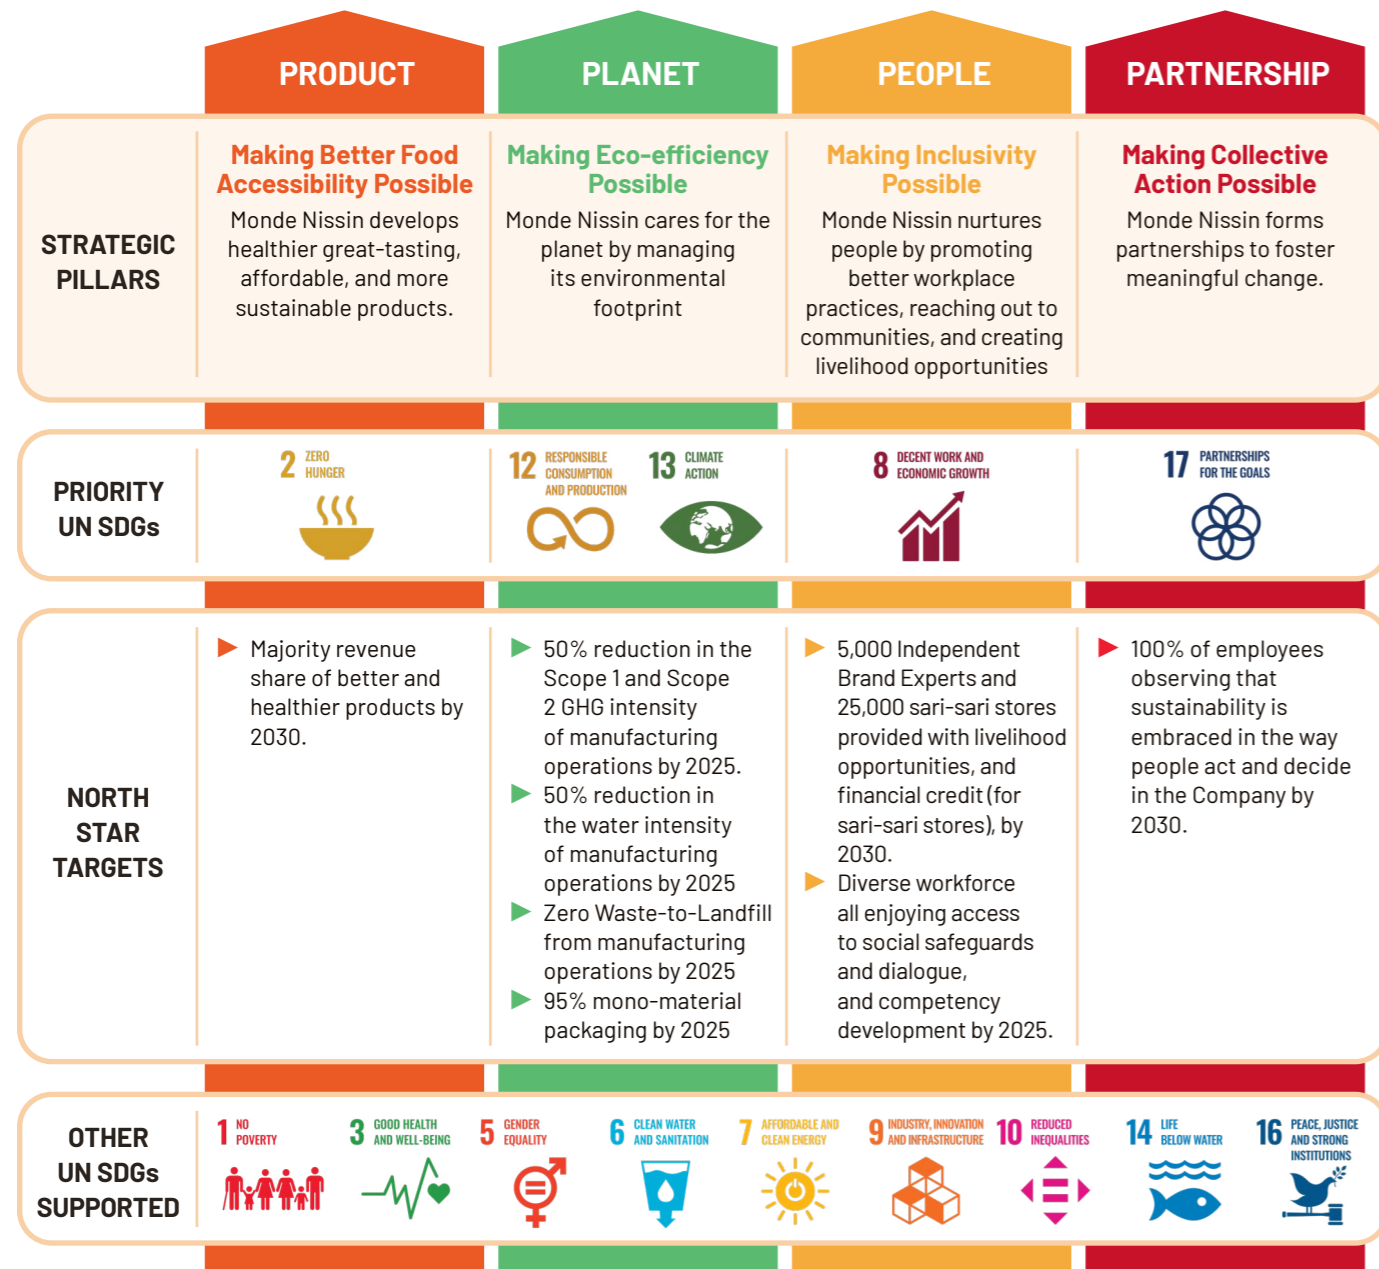 PRODUCT
PLANET
PEOPLE
PARTNERSHIP
STRATEGIC
PILLARS
Making Better Food
Accessibility Possible
Monde Nissin develops
healthier great-tasting,
affordable, and more
sustainable products.
Making Eco-efficiency
Possible
Monde Nissin cares for the
planet by managing
its environmental
footprint
Making Inclusivity
Possible
Monde Nissin nurtures
people by promoting
better workplace
practices, reaching out to
communities, and creating
livelihood opportunities
Making Collective
Action Possible
Monde Nissin forms
partnerships to foster
meaningful change.
PRIORITY
UN SDGs
2 ZERO
HUNGER
12 RESPONSIBLE
CONSUMPTION
AND PRODUCTION
13 CLIMATE
ACTION
8 DECENT WORK AND
ECONOMIC GROWTH
17 PARTNERSHIPS
FOR THE GOALS
NORTH
STAR
TARGETS
Majority revenue
share of better and
healthier products by
2030.
50% reduction in the
Scope 1 and Scope
2 GHG intensity
of manufacturing
operations by 2025.
50% reduction in
the water intensity
of manufacturing
operations by 2025
Zero Waste-to-Landfill
from manufacturing
operations by 2025
95% mono-material
packaging by 2025
5,000 Independent
Brand Experts and
25,000 sari-sari stores
provided with livelihood
opportunities, and
financial credit (for
sari-sari stores), by
2030.
Diverse workforce
all enjoying access
to social safeguards
and dialogue,
and competency
development by 2025.
100% of employees
observing that
sustainability is
embraced in the way
people act and decide
in the Company by
2030.
OTHER
UN SDGs
SUPPORTED
1 NO
POVERTY
3 GOOD HEALTH
AND WELL-BEING
5 GENDER
EQUALITY
6 CLEAN WATER
AND SANITATION
7 AFFORDABLE AND
CLEAN ENERGY
9 INDUSTRY, INNOVATION
AND INFRASTRUCTURE
10 REDUCED
INEQUALITIES
14 LIFE
BELOW WATER
16 PEACE, JUSTICE
AND STRONG
INSTITUTIONS